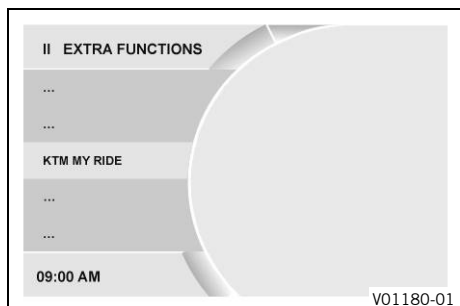 II EXTRA FUNCTIONS
...
...
KTM MY RIDE
...
...
09:00 AM
V01180-01